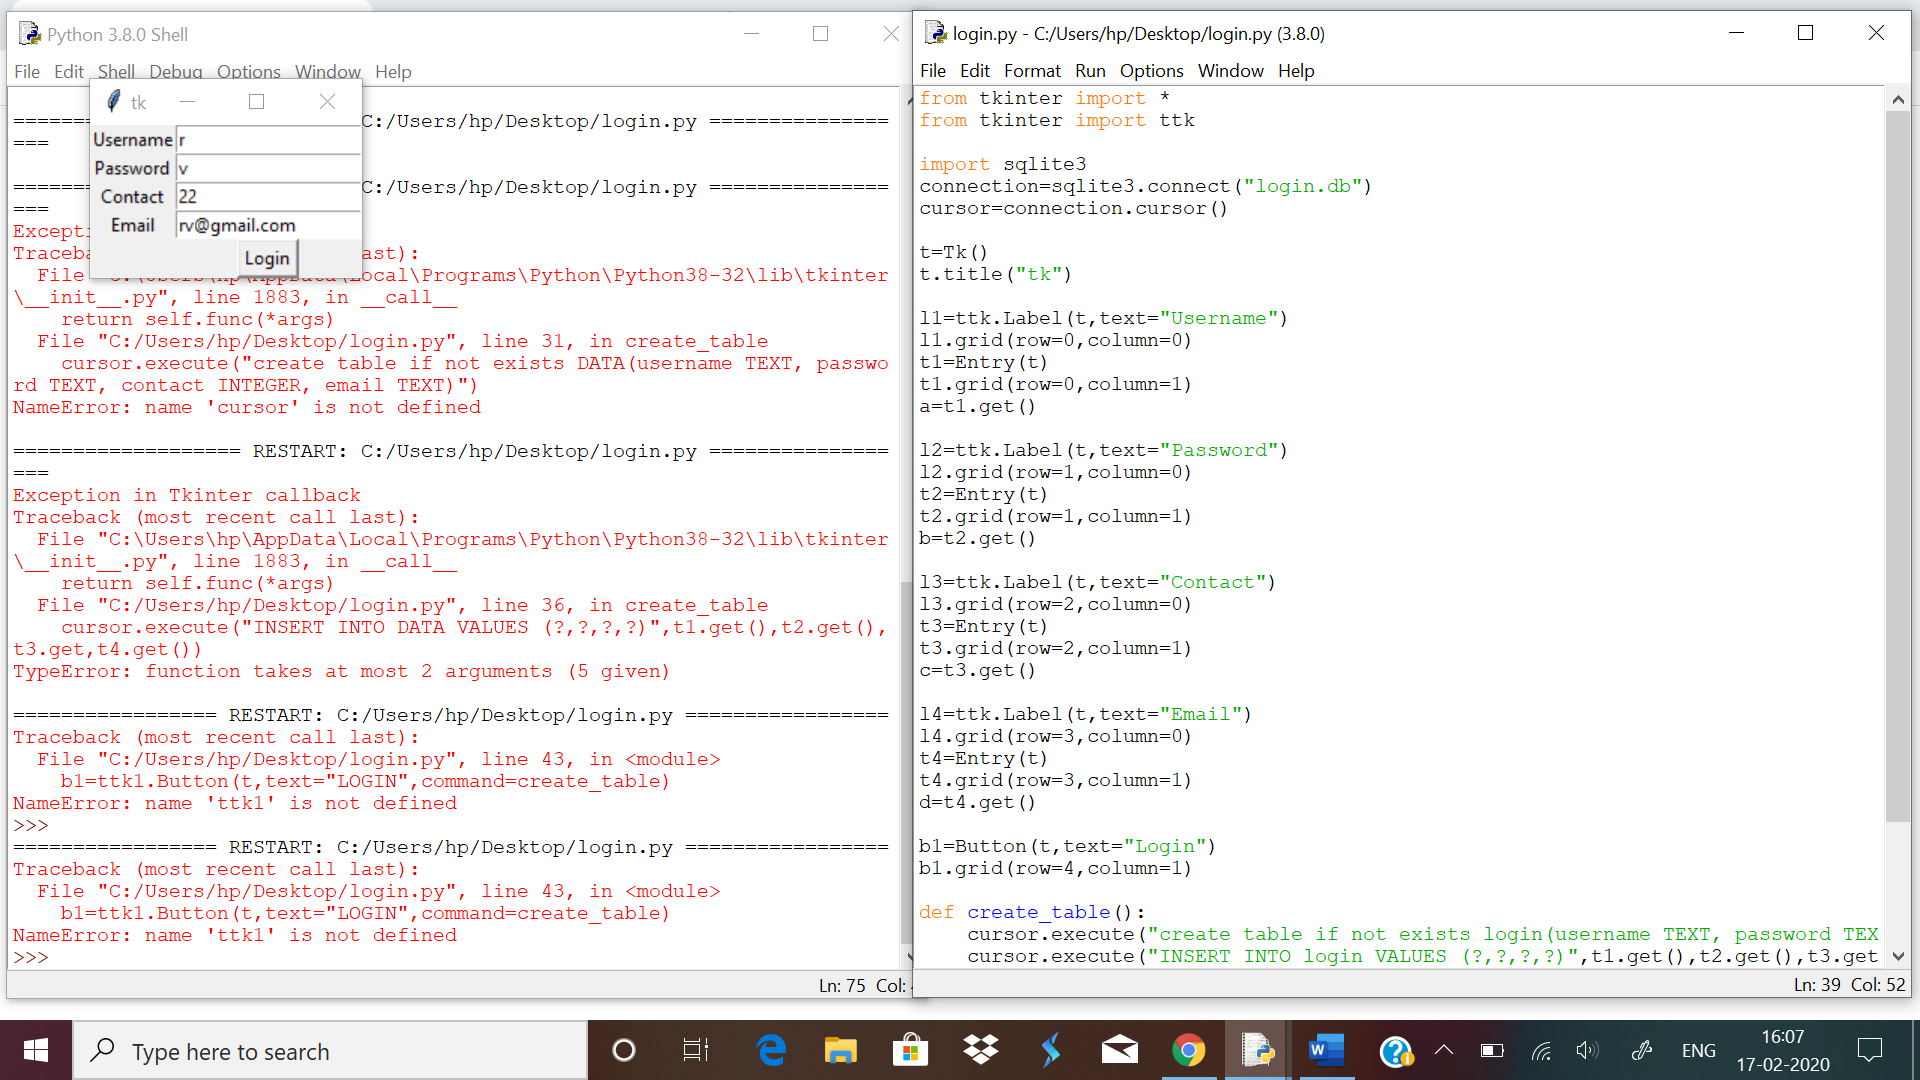 Python 3.8.0 Shell
File Edit Shell Debug Options Window Help
C:/Users/hp/Desktop/login.py ===============
===
C:/Users/hp/Desktop/login.py ===============
===
Traceback
ast):
\__init__.py", line 1883, in __call__
    return self.func(*args)
  File "C:/Users/hp/Desktop/login.py", line 31, in create_table
    cursor.execute("create table if not exists DATA(username TEXT, passwo
rd TEXT, contact INTEGER, email TEXT)")
NameError: name 'cursor' is not defined
=================== RESTART: C:/Users/hp/Desktop/login.py ===============
===
Exception in Tkinter callback
Traceback (most recent call last):
  File "C:\Users\hp\AppData\Local\Programs\Python\Python38-32\lib\tkinter
\__init__.py", line 1883, in __call__
    return self.func(*args)
  File "C:/Users/hp/Desktop/login.py", line 36, in create_table
    cursor.execute("INSERT INTO DATA VALUES (?,?,?,?)",t1.get(),t2.get(),
t3.get,t4.get())
TypeError: function takes at most 2 arguments (5 given)
================= RESTART: C:/Users/hp/Desktop/login.py =================
Traceback (most recent call last):
  File "C:/Users/hp/Desktop/login.py", line 43, in <module>
    b1=ttk1.Button(t,text="LOGIN",command=create_table)
NameError: name 'ttk1' is not defined
>>>
================= RESTART: C:/Users/hp/Desktop/login.py =================
Traceback (most recent call last):
  File "C:/Users/hp/Desktop/login.py", line 43, in <module>
    b1=ttk1.Button(t,text="LOGIN",command=create_table)
NameError: name 'ttk1' is not defined
>>>
Ln: 75 Col:
tk
Username r
Password v
Contact 22
Email rv@gmail.com
Login
login.py - C:/Users/hp/Desktop/login.py (3.8.0)
File Edit Format Run Options Window Help
from tkinter import *
from tkinter import ttk
import sqlite3
connection=sqlite3.connect("login.db")
cursor=connection.cursor()
t=Tk()
t.title("tk")
l1=ttk.Label(t,text="Username")
l1.grid(row=0,column=0)
t1=Entry(t)
t1.grid(row=0,column=1)
a=t1.get()
l2=ttk.Label(t,text="Password")
l2.grid(row=1,column=0)
t2=Entry(t)
t2.grid(row=1,column=1)
b=t2.get()
l3=ttk.Label(t,text="Contact")
l3.grid(row=2,column=0)
t3=Entry(t)
t3.grid(row=2,column=1)
c=t3.get()
l4=ttk.Label(t,text="Email")
l4.grid(row=3,column=0)
t4=Entry(t)
t4.grid(row=3,column=1)
d=t4.get()
b1=Button(t,text="Login")
b1.grid(row=4,column=1)
def create_table():
    cursor.execute("create table if not exists login(username TEXT, password TEX
    cursor.execute("INSERT INTO login VALUES (?,?,?,?)",t1.get(),t2.get(),t3.get
Ln: 39 Col: 52
Type here to search
ENG
16:07
17-02-2020